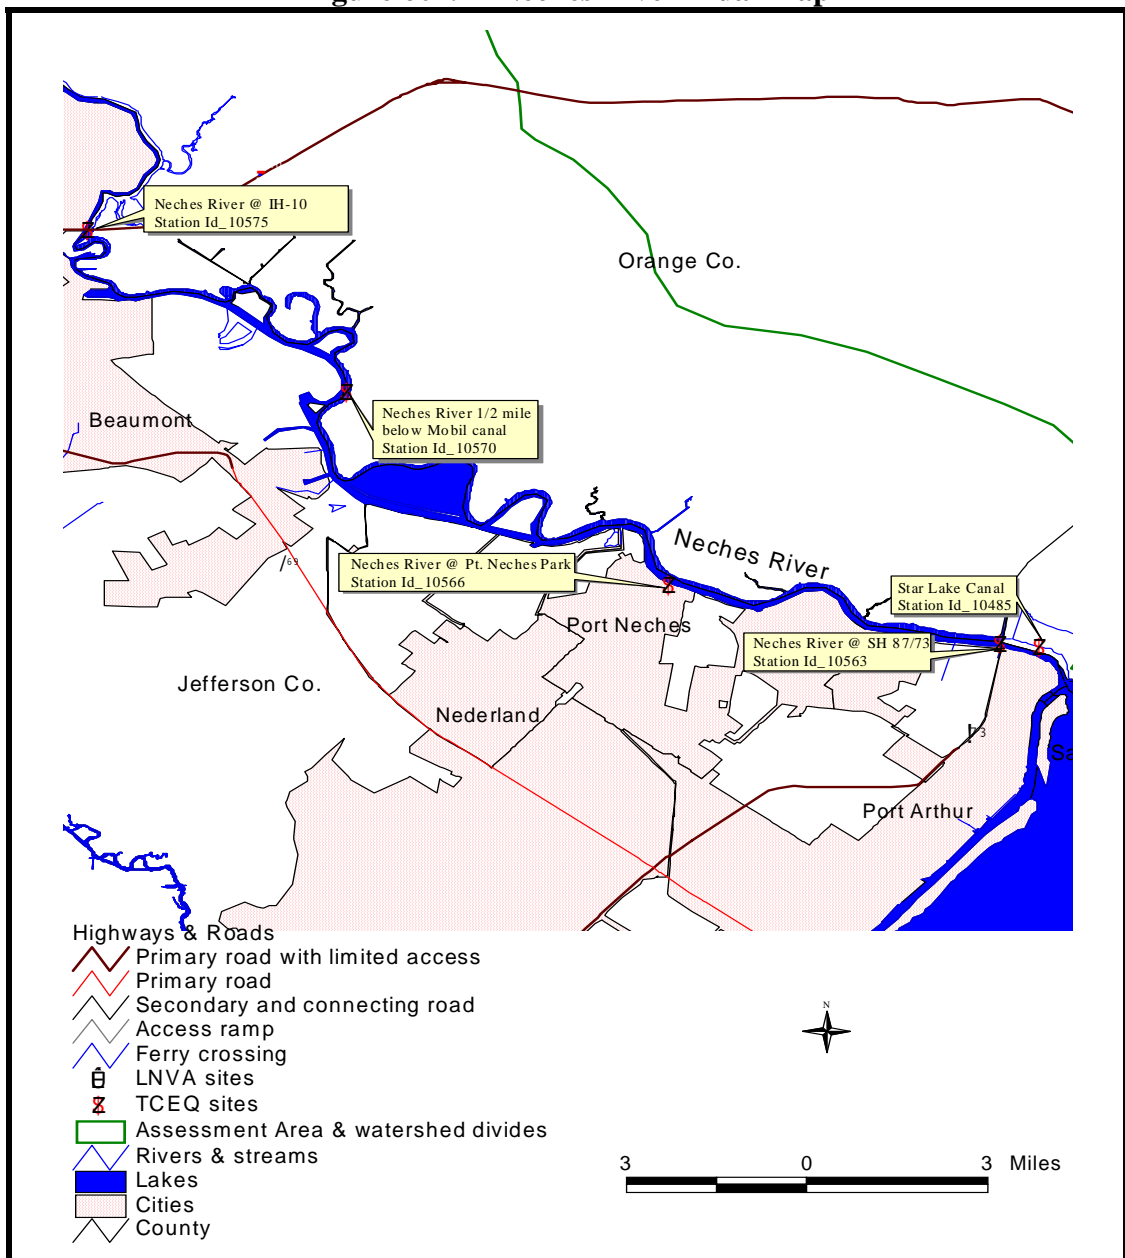 Neches River @ IH-10
Station Id_10575
Orange Co.
Beaumont
Neches River 1/2 mile
below Mobil canal
Station Id_10570
Neches River
69
Neches River @ Pt. Neches Park
Station Id_10566
Star Lake Canal
Station Id_10485
Port Neches
Neches River @ SH 87/73
Station Id_10563
Jefferson Co.
Nederland
73
Sa
Port Arthur
Highways & Roads
Primary road with limited access
Primary road
Secondary and connecting road
Access ramp
Ferry crossing
LNVA sites
TCEQ sites
Assessment Area & watershed divides
Rivers & streams
Lakes
Cities
County
N
3 0 3 Miles